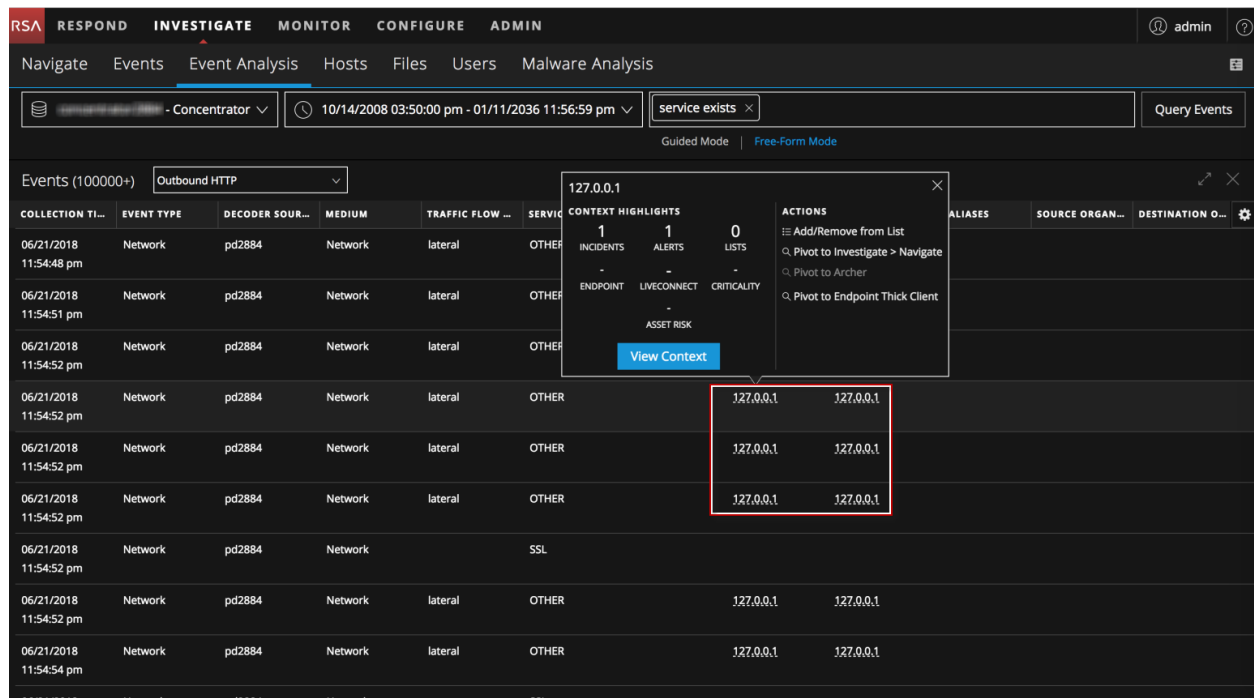 RSA RESPOND INVESTIGATE MONITOR CONFIGURE ADMIN admin ?
Navigate Events Event Analysis Hosts Files Users Malware Analysis
- Concentrator 10/14/2008 03:50:00 pm - 01/11/2036 11:56:59 pm service exists × Query Events
Guided Mode | Free-Form Mode
Events (100000+) Outbound HTTP
COLLECTION TI... EVENT TYPE DECODER SOUR... MEDIUM TRAFFIC FLOW ... SERVIC ALIASES SOURCE ORGAN... DESTINATION O...
127.0.0.1
CONTEXT HIGHLIGHTS
1 1 0
INCIDENTS ALERTS LISTS
- - -
ENDPOINT LIVECONNECT CRITICALITY
-
ASSET RISK
View Context
ACTIONS
Add/Remove from List
Pivot to Investigate > Navigate
Pivot to Archer
Pivot to Endpoint Thick Client
06/21/2018 Network pd2884 Network lateral OTHER
11:54:48 pm
06/21/2018 Network pd2884 Network lateral OTHER
11:54:51 pm
06/21/2018 Network pd2884 Network lateral OTHER
11:54:52 pm
06/21/2018 Network pd2884 Network lateral OTHER 127.0.0.1 127.0.0.1
11:54:52 pm
06/21/2018 Network pd2884 Network lateral OTHER 127.0.0.1 127.0.0.1
11:54:52 pm
06/21/2018 Network pd2884 Network lateral OTHER 127.0.0.1 127.0.0.1
11:54:52 pm
06/21/2018 Network pd2884 Network SSL
11:54:52 pm
06/21/2018 Network pd2884 Network lateral OTHER 127.0.0.1 127.0.0.1
11:54:52 pm
06/21/2018 Network pd2884 Network lateral OTHER 127.0.0.1 127.0.0.1
11:54:54 pm